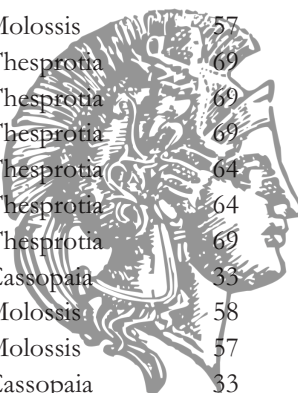 Molossis 57
Thesprotia 69
Thesprotia 69
Thesprotia 69
Thesprotia 64
Thesprotia 64
Thesprotia 69
Cassopaia 33
Molossis 58
Molossis 57
Cassopaia 33